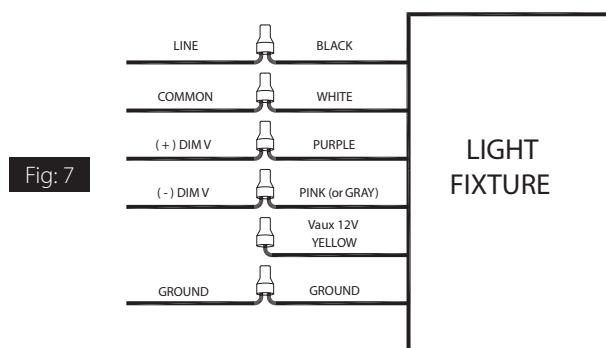 LINE BLACK
COMMON WHITE
( + ) DIM V PURPLE
Fig: 7
( - ) DIM V PINK (or GRAY)
Vaux 12V
YELLOW
GROUND GROUND
LIGHT
FIXTURE